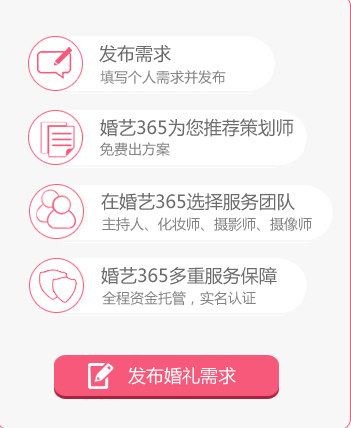 发布需求
填写个人需求并发布
婚艺365为您推荐策划师
免费出方案
在婚艺365选择服务团队
主持人、化妆师、摄影师、摄像师
婚艺365多重服务保障
全程资金托管，实名认证
发布婚礼需求